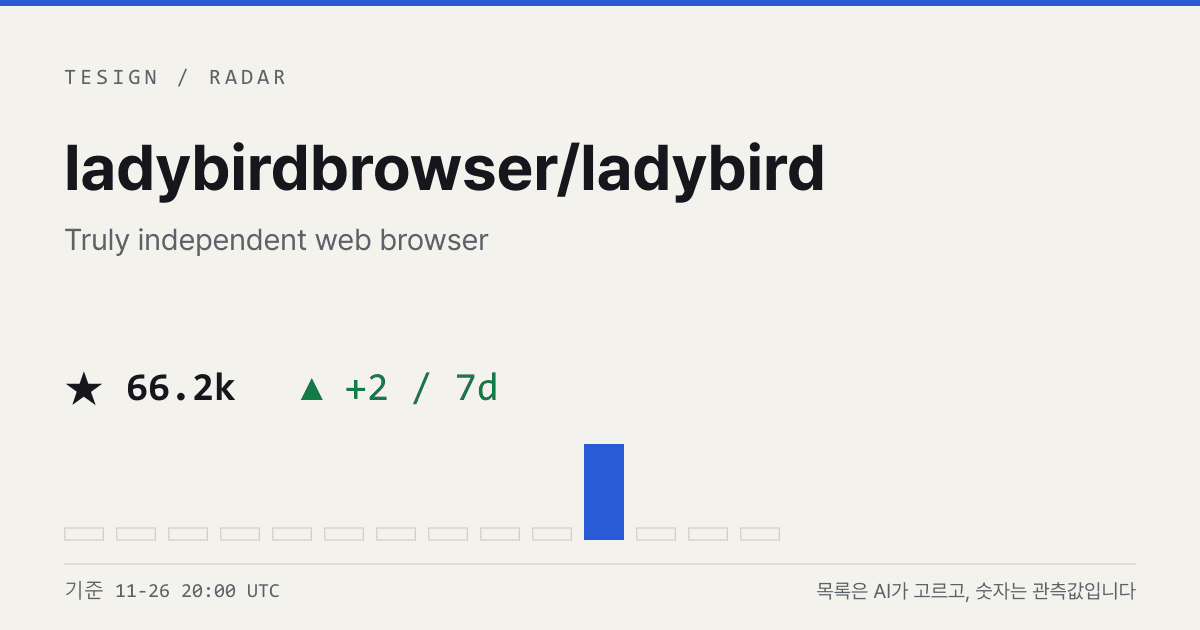 TESIGN / RADAR
ladybirdbrowser/ladybird
Truly independent web browser
★ 66.2k ▲ +2 / 7d
기준 11-26 20:00 UTC
목록은 AI가 고르고, 숫자는 관측값입니다